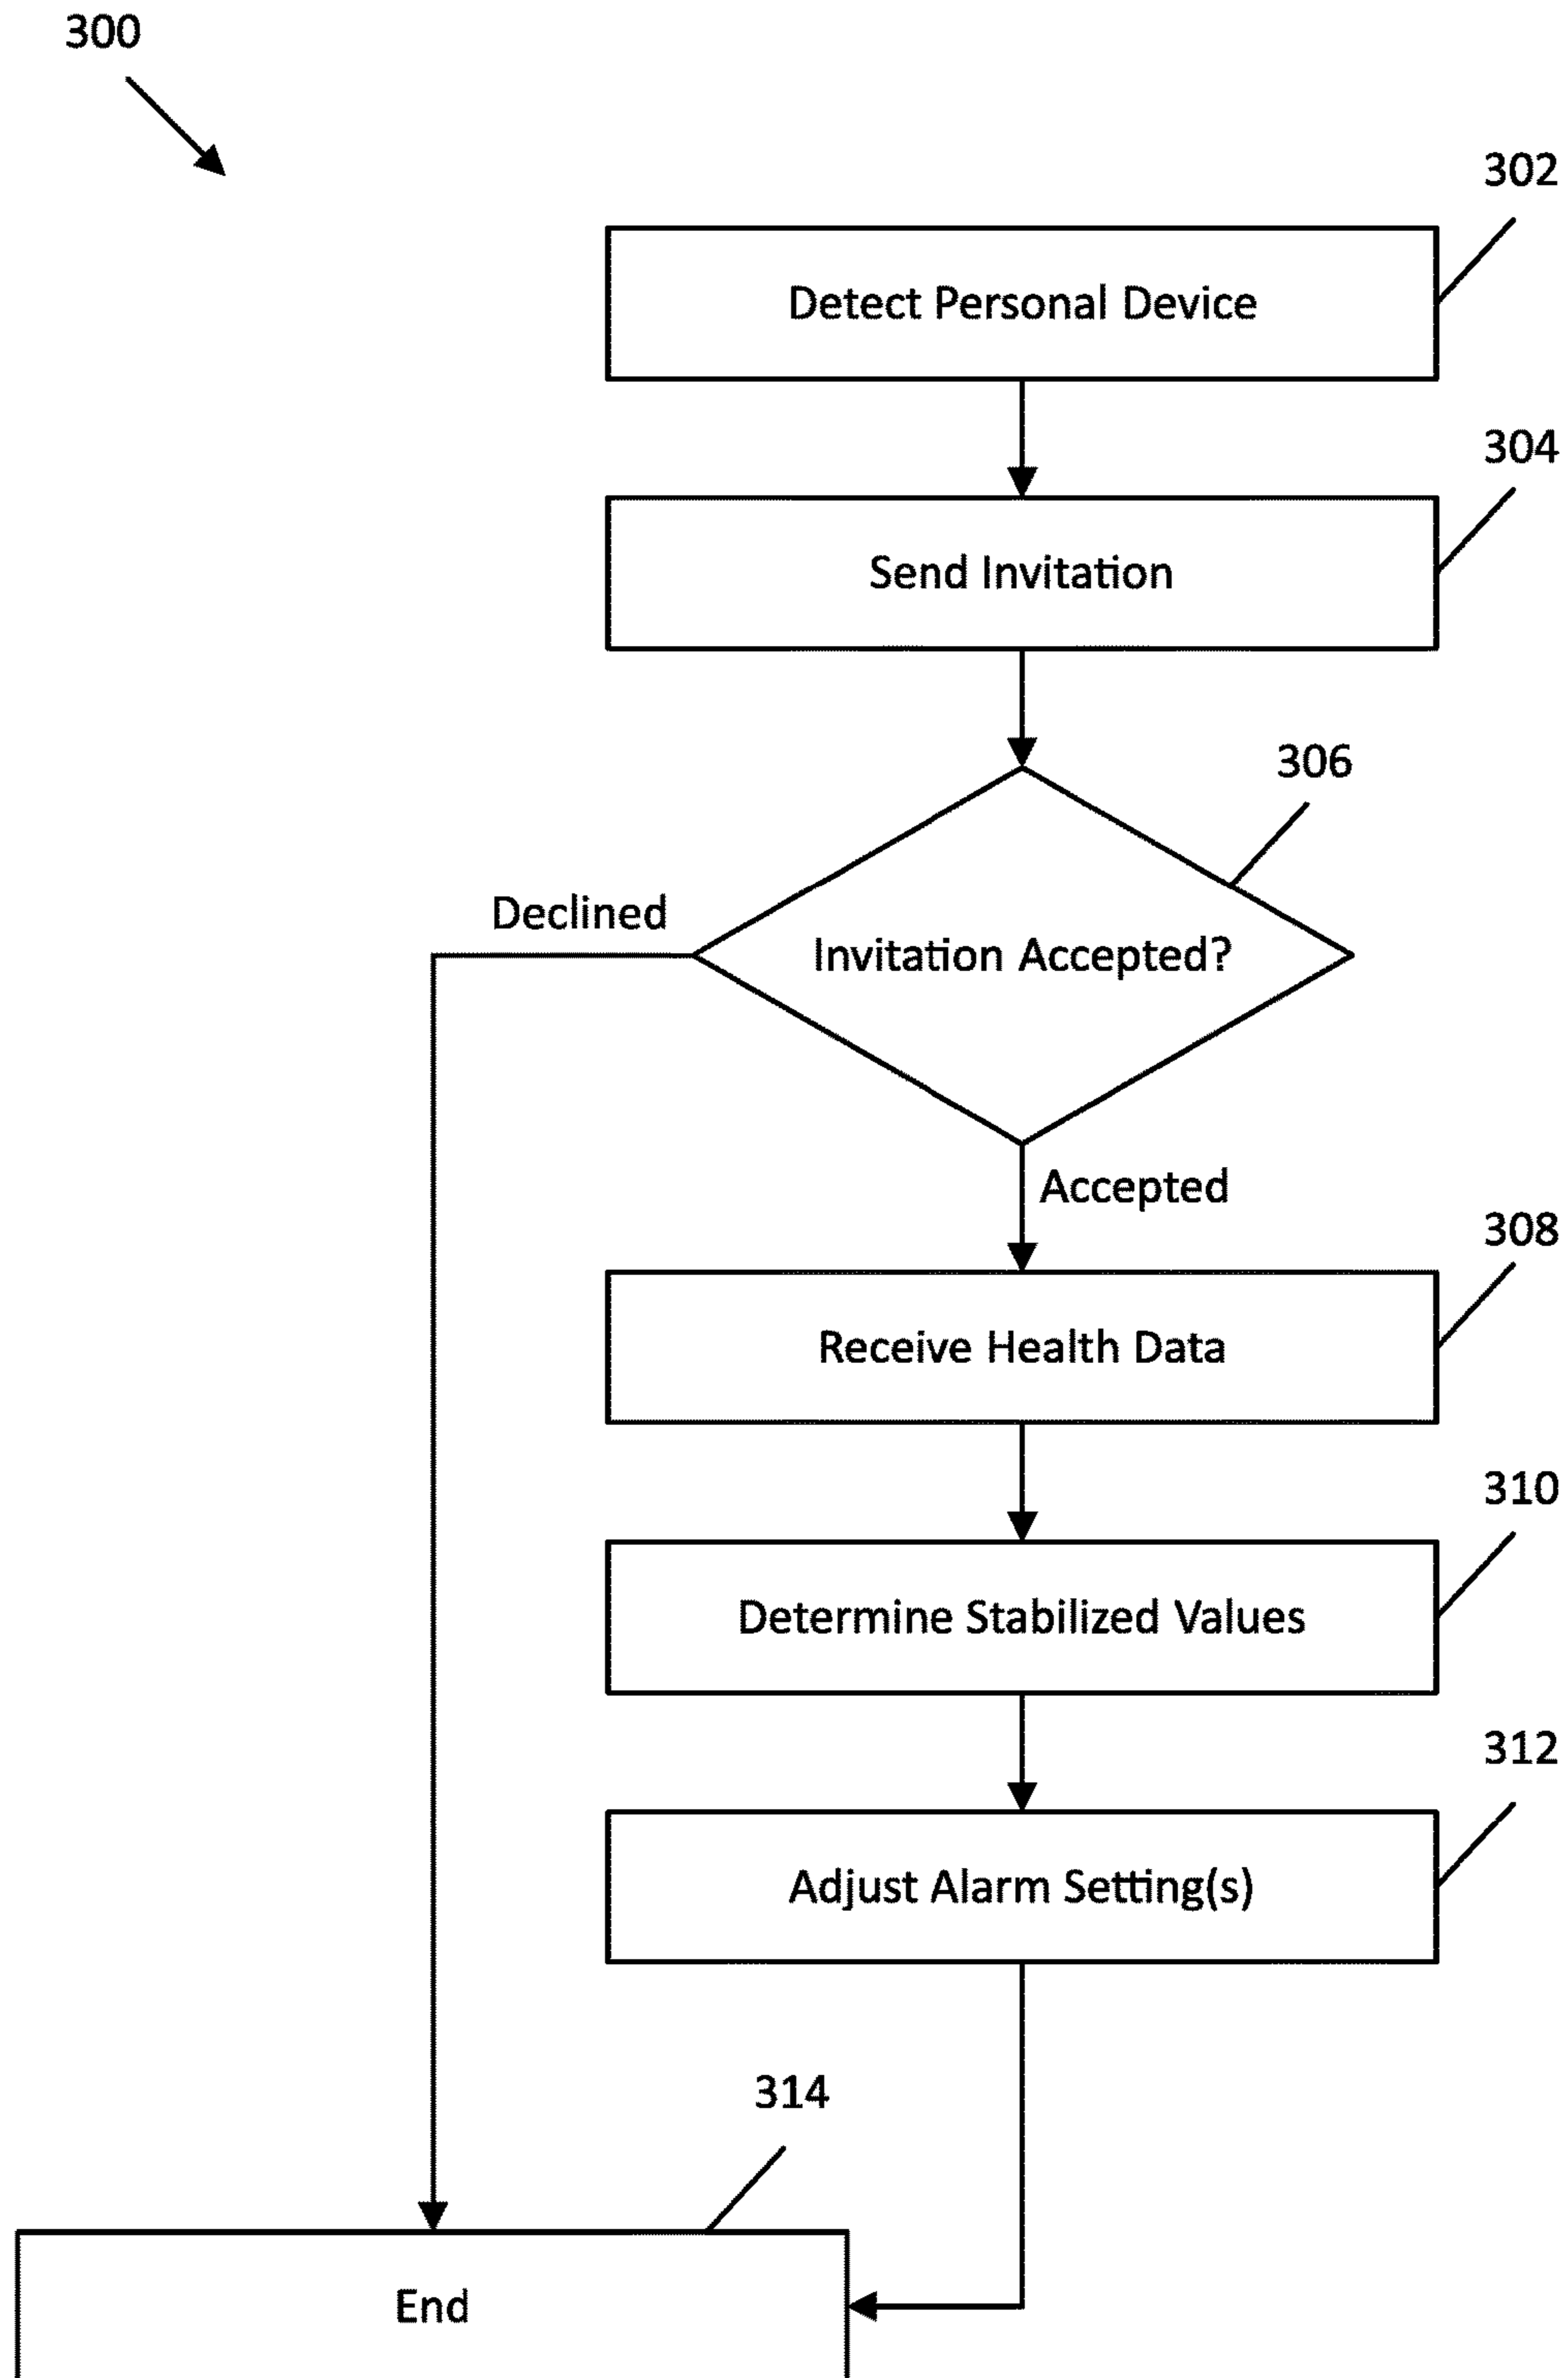 300
302
Detect Personal Device
304
Send Invitation
306
Declined
Invitation Accepted?
Accepted
308
Receive Health Data
310
Determine Stabilized Values
312
Adjust Alarm Setting(s)
314
End